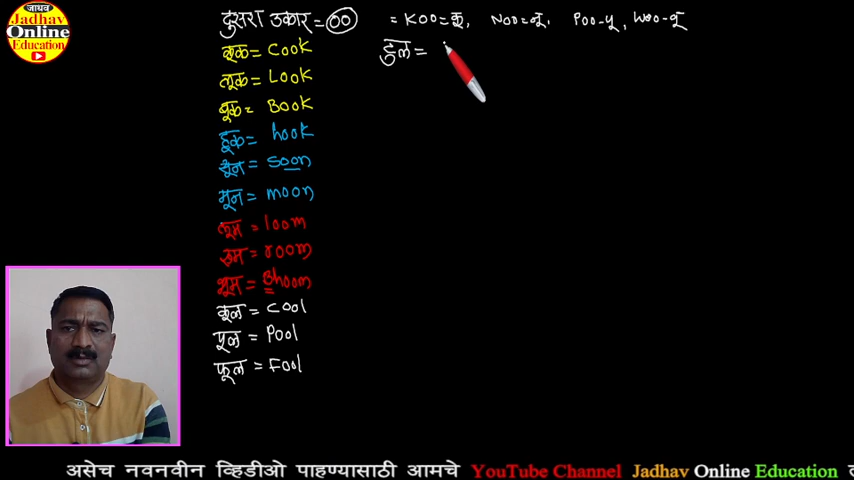 जाधव
Jadhav
Online
Education
दुसरा उकार = oo = Koo=कू, Noo=नू, Poo-पू, Woo-वू
कूक = Cook
लूक = Look
बूक = Book
हूक = hook
सून = soon
मून = moon
लूम = loom
रूम = room
भूम = Bhoom
कूल = Cool
पूल = Pool
फूल = Fool
टुल =
असेच नवनवीन व्हिडीओ पाहण्यासाठी आमचे YouTube Channel Jadhav Online Education